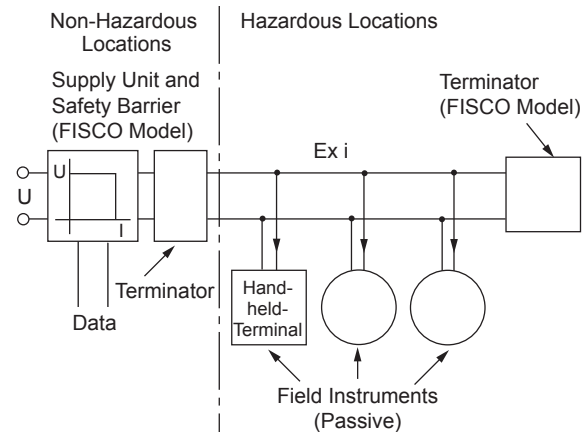 Non-Hazardous
Locations
Hazardous Locations
Supply Unit and
Safety Barrier
(FISCO Model)
Terminator
(FISCO Model)
Ex i
U
U
I
Terminator
Data
Hand-
held-
Terminal
Field Instruments
(Passive)